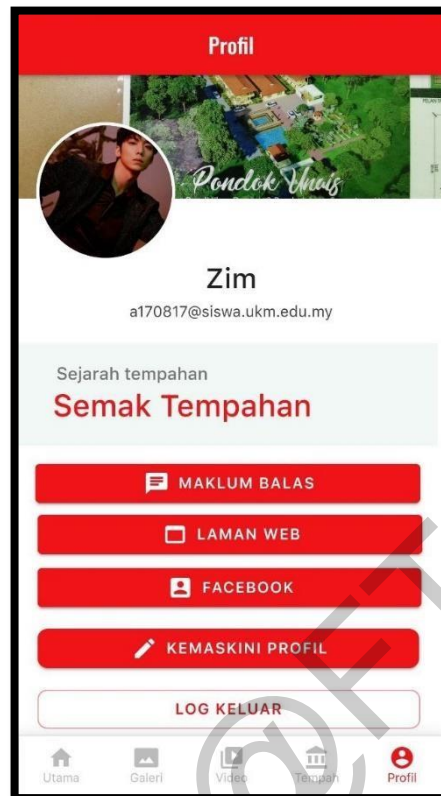 Profil
Pondok Unais
Zim
a170817@siswa.ukm.edu.my
Sejarah tempahan
Semak Tempahan
MAKLUM BALAS
LAMAN WEB
FACEBOOK
KEMASKINI PROFIL
LOG KELUAR
Utama
Galeri
Video
Tempah
Profil
@FT